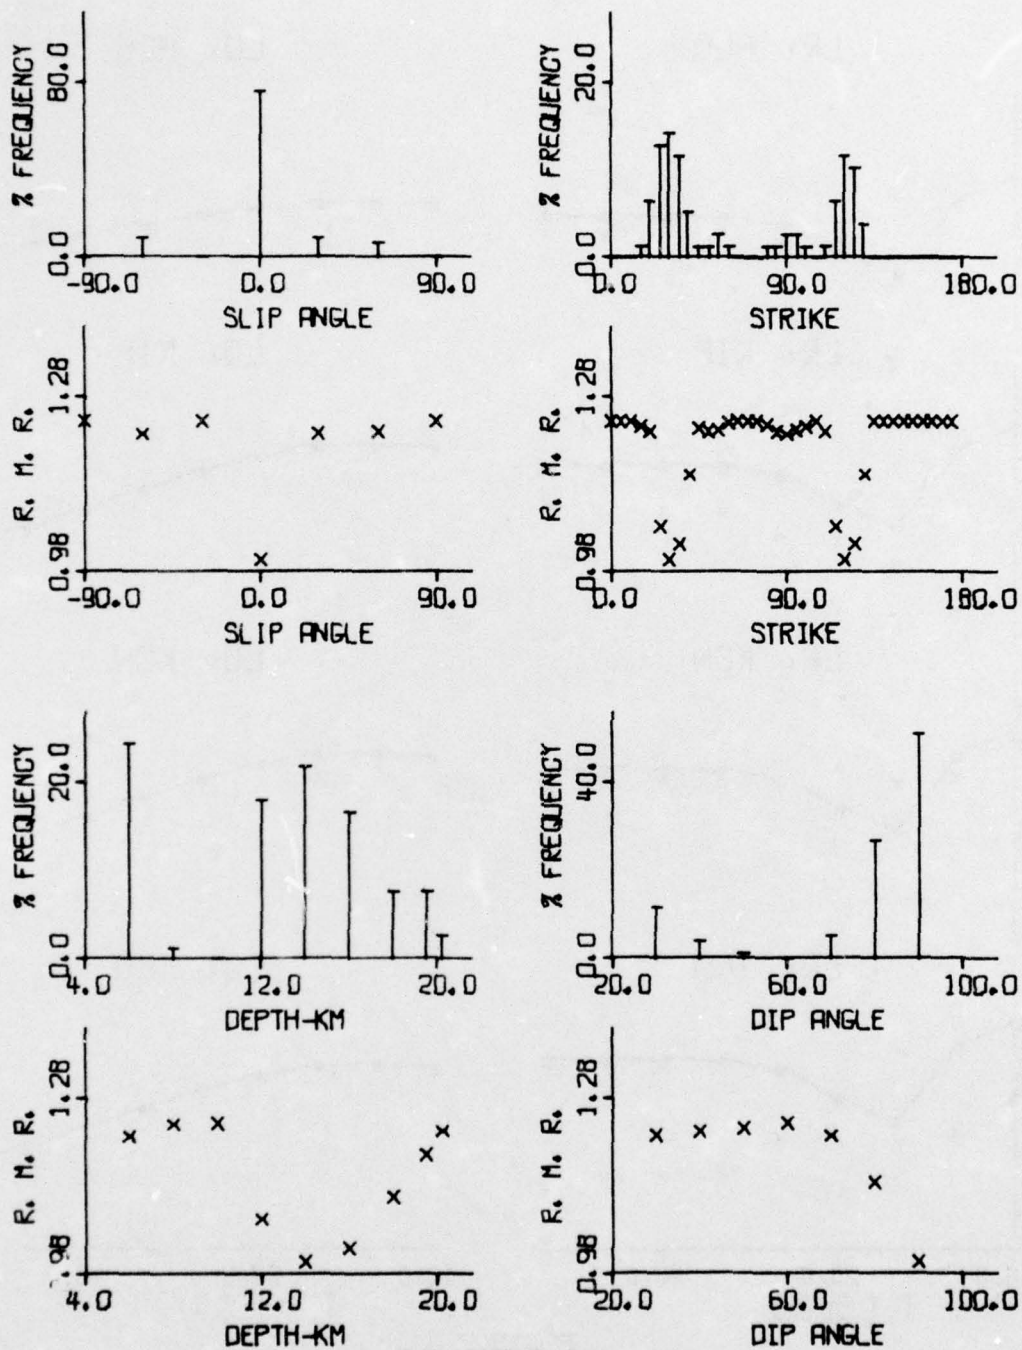 % FREQUENCY
80.0
0.0
-90.0 0.0 90.0
SLIP ANGLE
% FREQUENCY
20.0
0.0
0.0 90.0 180.0
STRIKE
R. M. R.
1.28
0.98
-90.0 0.0 90.0
SLIP ANGLE
R. M. R.
1.28
0.98
0.0 90.0 180.0
STRIKE
% FREQUENCY
20.0
0.0
4.0 12.0 20.0
DEPTH-KM
% FREQUENCY
40.0
0.0
20.0 60.0 100.0
DIP ANGLE
R. M. R.
1.28
0.98
4.0 12.0 20.0
DEPTH-KM
R. M. R.
1.28
0.98
20.0 60.0 100.0
DIP ANGLE